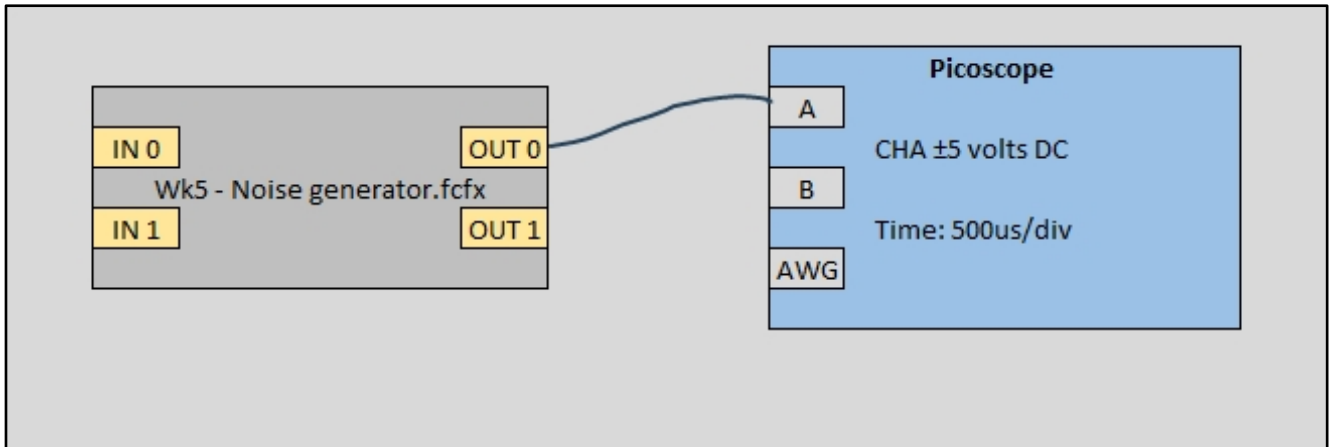 Picoscope
A
IN 0
OUT 0
CHA ±5 volts DC
Wk5 - Noise generator.fcfx
B
IN 1
OUT 1
Time: 500us/div
AWG